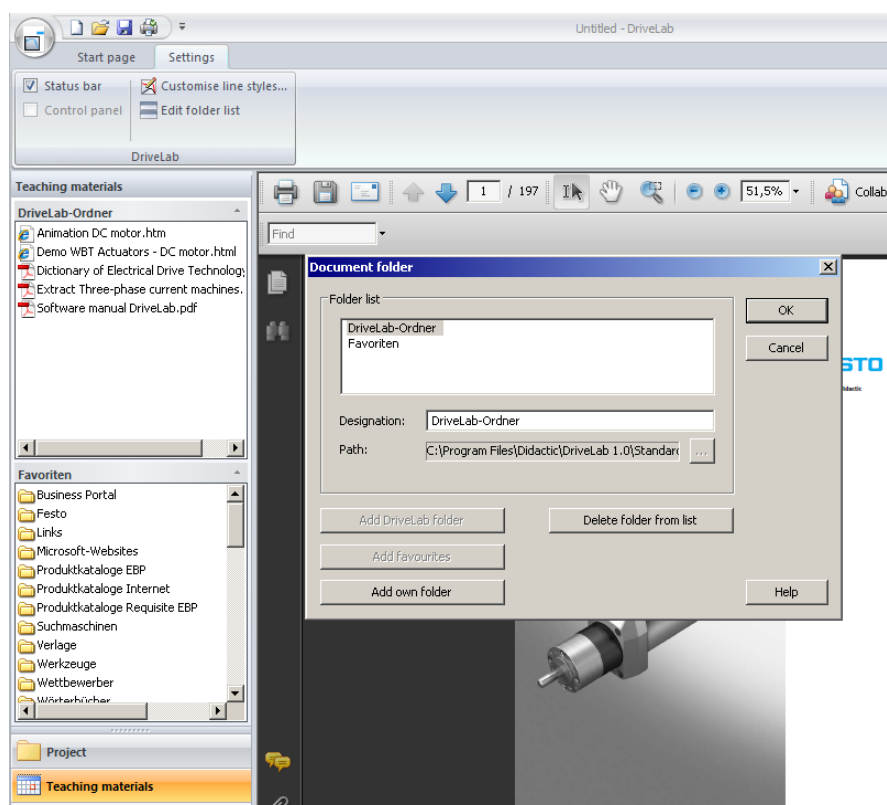 Untitled - DriveLab
Start page Settings
Status bar Customise line styles...
Control panel Edit folder list
DriveLab
Teaching materials
DriveLab-Ordner
Animation DC motor.htm
Demo WBT Actuators - DC motor.html
Dictionary of Electrical Drive Technology
Extract Three-phase current machines.
Software manual DriveLab.pdf
Favoriten
Business Portal
Festo
Links
Microsoft-Websites
Produktkataloge EBP
Produktkataloge Internet
Produktkataloge Requisite EBP
Suchmaschinen
Verlage
Werkzeuge
Wettbewerber
Wörterbücher
Project
Teaching materials
1 / 197 51,5% Collab
Find
Document folder
Folder list
DriveLab-Ordner
Favoriten
Designation: DriveLab-Ordner
Path: C:\Program Files\Didactic\DriveLab 1.0\Standar ...
Add DriveLab folder Delete folder from list
Add favourites
Add own folder
OK
Cancel
Help
STO
Didactic